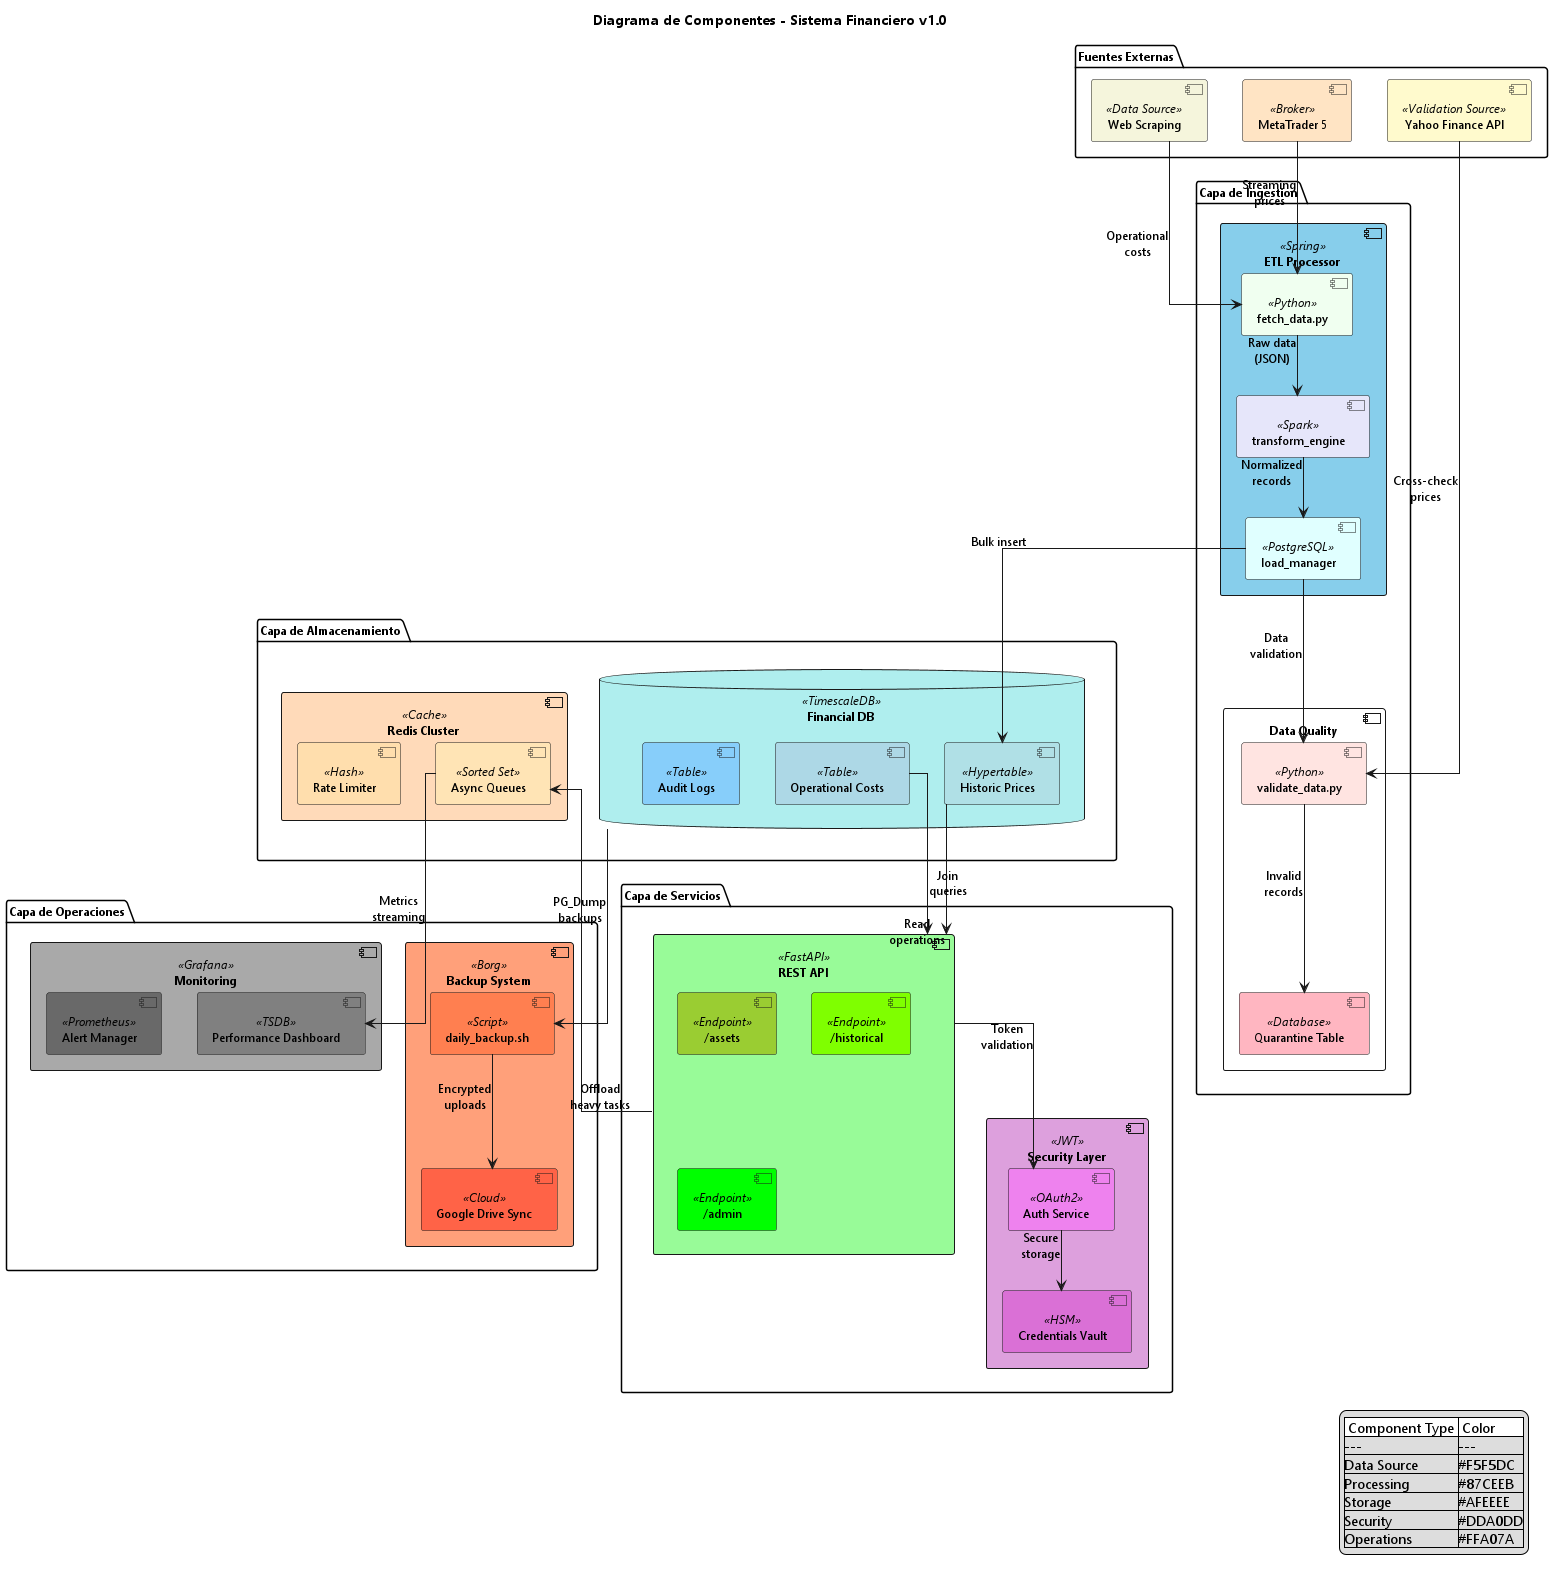 Diagrama de Componentes - Sistema Financiero v1.0
Fuentes Externas
«Data Source»
Web Scraping
«Broker»
MetaTrader 5
«Validation Source»
Yahoo Finance API
Streaming
prices
Capa de Ingestion
Operational
costs
«Spring»
ETL Processor
«Python»
fetch_data.py
Raw data
(JSON)
«Spark»
transform_engine
Normalized
records
Cross-check
prices
«PostgreSQL»
load_manager
Bulk insert
Data
validation
Data Quality
«Python»
validate_data.py
Invalid
records
«Database»
Quarantine Table
Capa de Almacenamiento
«Cache»
Redis Cluster
«Hash»
Rate Limiter
«Sorted Set»
Async Queues
«TimescaleDB»
Financial DB
«Table»
Audit Logs
«Table»
Operational Costs
«Hypertable»
Historic Prices
Metrics
streaming
PG_Dump
backups
Join
queries
Read
operations
Capa de Operaciones
«Grafana»
Monitoring
«Prometheus»
Alert Manager
«TSDB»
Performance Dashboard
«Borg»
Backup System
«Script»
daily_backup.sh
Encrypted
uploads
«Cloud»
Google Drive Sync
Offload
heavy tasks
Capa de Servicios
«FastAPI»
REST API
«Endpoint»
/assets
«Endpoint»
/historical
«Endpoint»
/admin
Token
validation
«JWT»
Security Layer
«OAuth2»
Auth Service
Secure
storage
«HSM»
Credentials Vault
Component Type Color
--- ---
Data Source #F5F5DC
Processing #87CEEB
Storage #AFEEEE
Security #DDA0DD
Operations #FFA07A